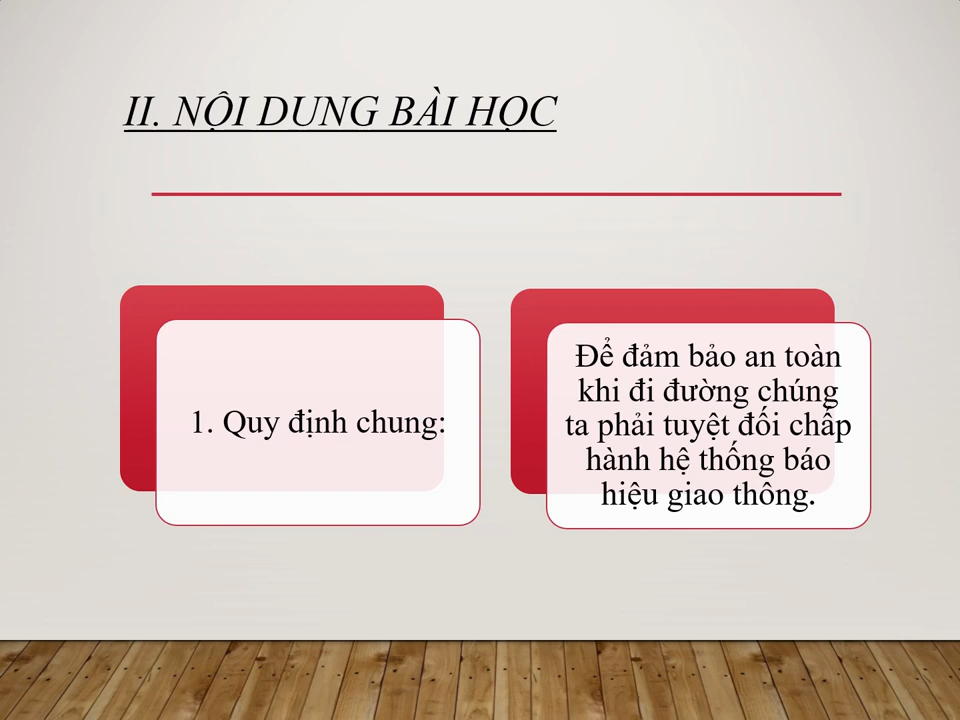 II. NỘI DUNG BÀI HỌC
1. Quy định chung:
Để đảm bảo an toàn
khi đi đường chúng
ta phải tuyệt đối chấp
hành hệ thống báo
hiệu giao thông.